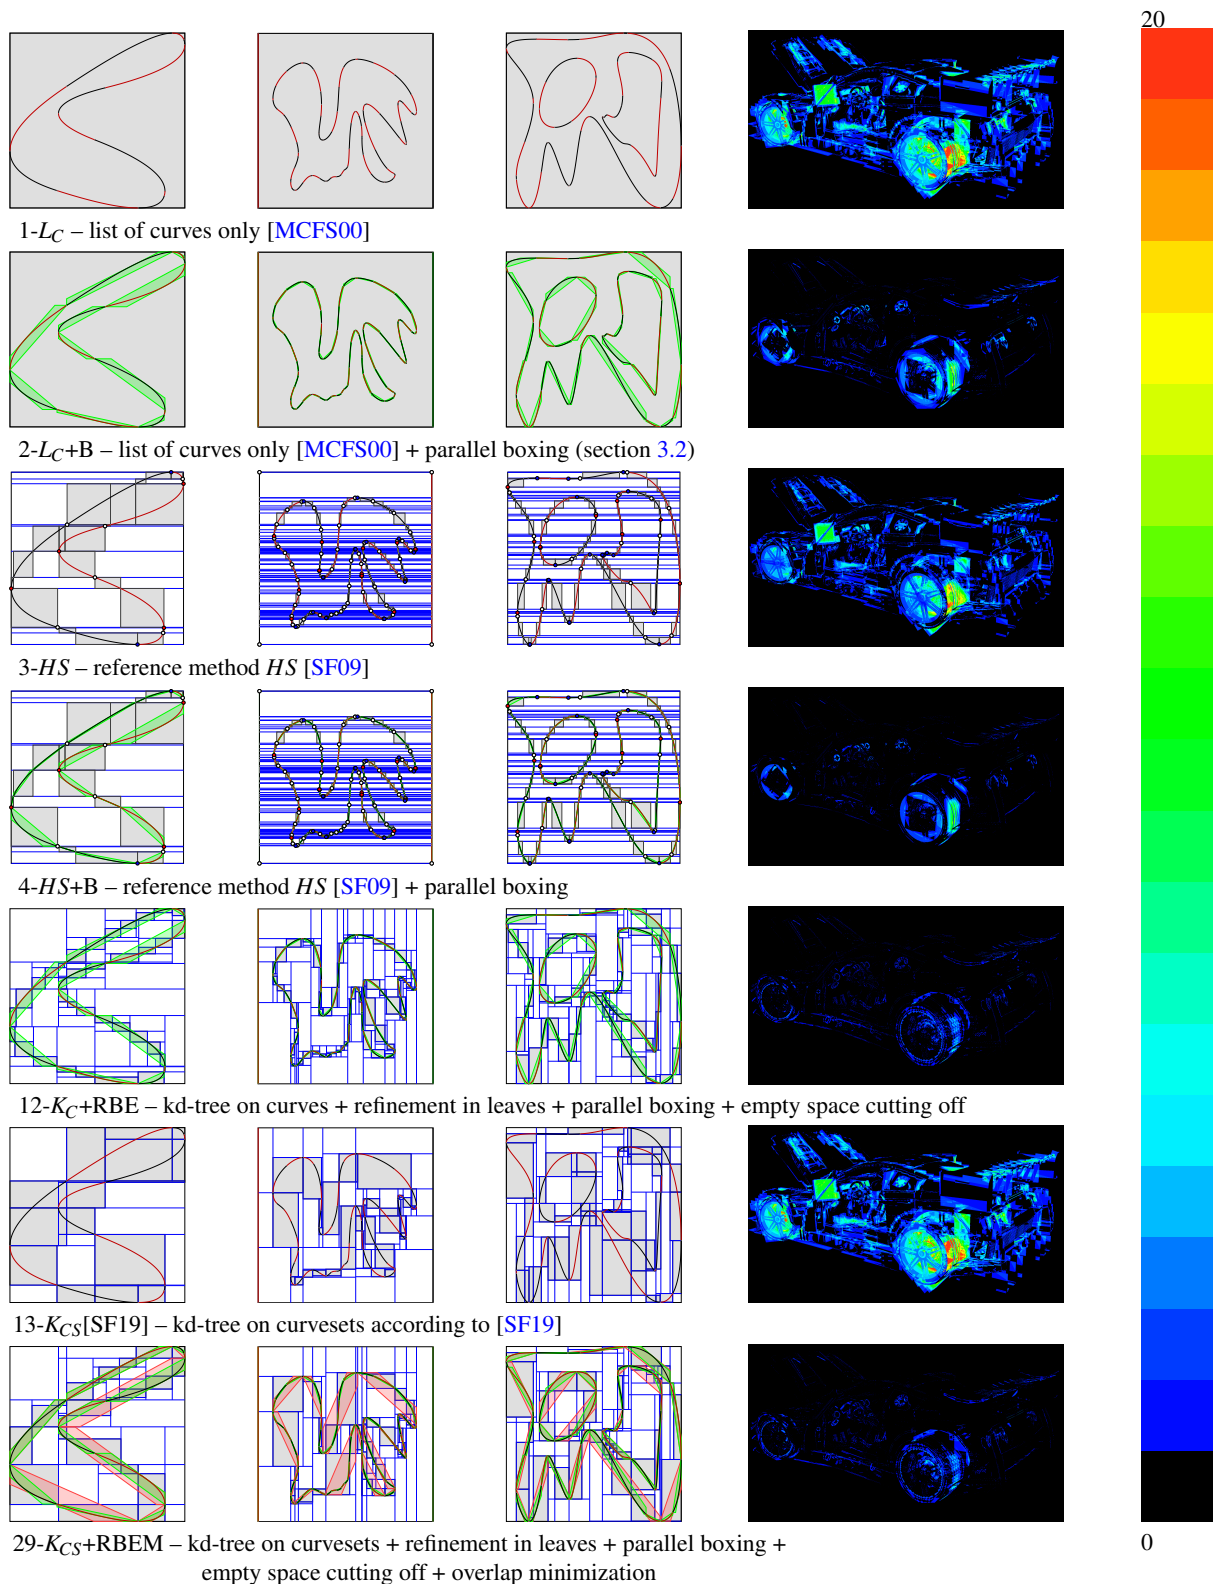 20
1-L_C – list of curves only [MCFS00]
2-L_C+B – list of curves only [MCFS00] + parallel boxing (section 3.2)
3-HS – reference method HS [SF09]
4-HS+B – reference method HS [SF09] + parallel boxing
12-K_C+RBE – kd-tree on curves + refinement in leaves + parallel boxing + empty space cutting off
13-K_CS[SF19] – kd-tree on curvesets according to [SF19]
29-K_CS+RBEM – kd-tree on curvesets + refinement in leaves + parallel boxing +
empty space cutting off + overlap minimization
0